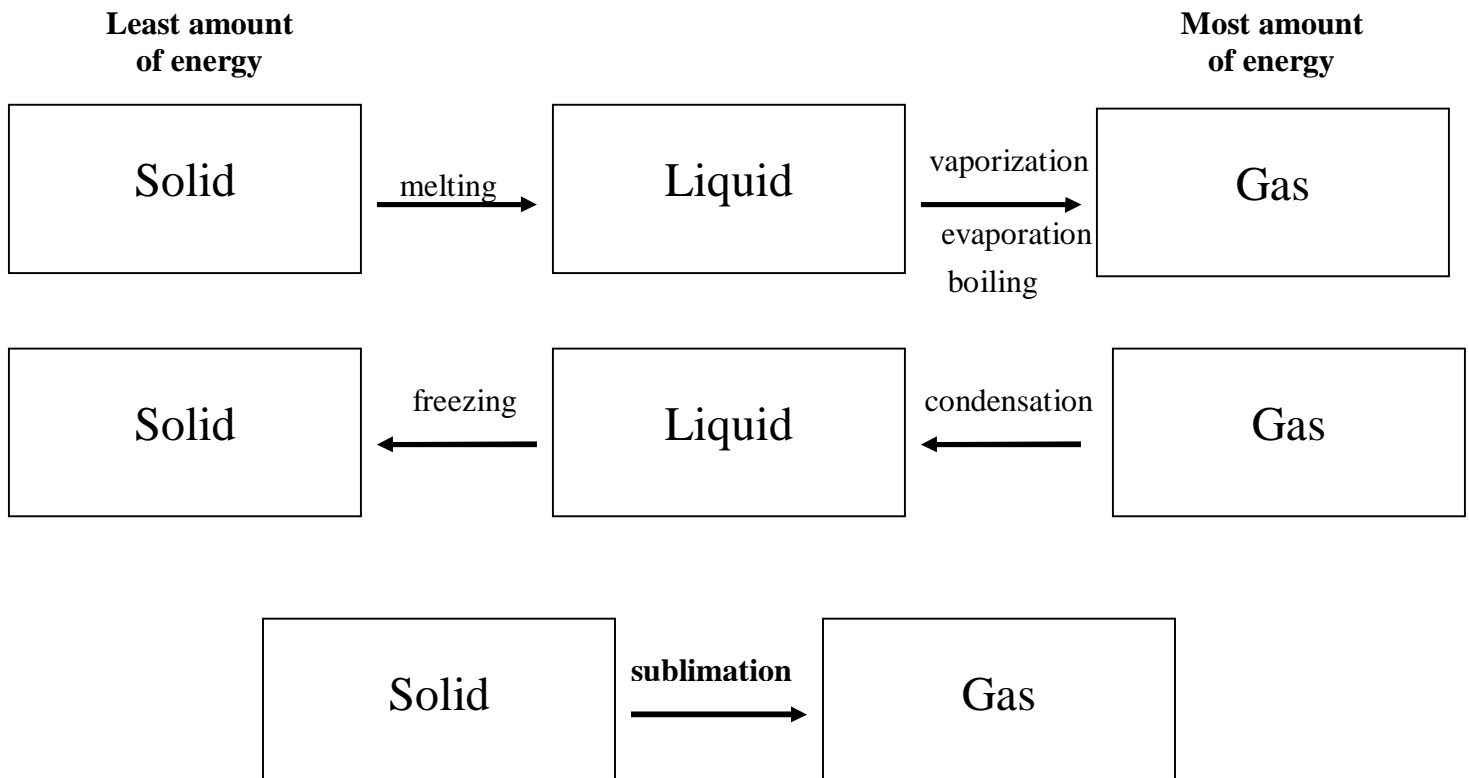 Least amount
of energy
Most amount
of energy
Solid
melting
Liquid
vaporization
evaporation
boiling
Gas
Solid
freezing
Liquid
condensation
Gas
Solid
sublimation
Gas